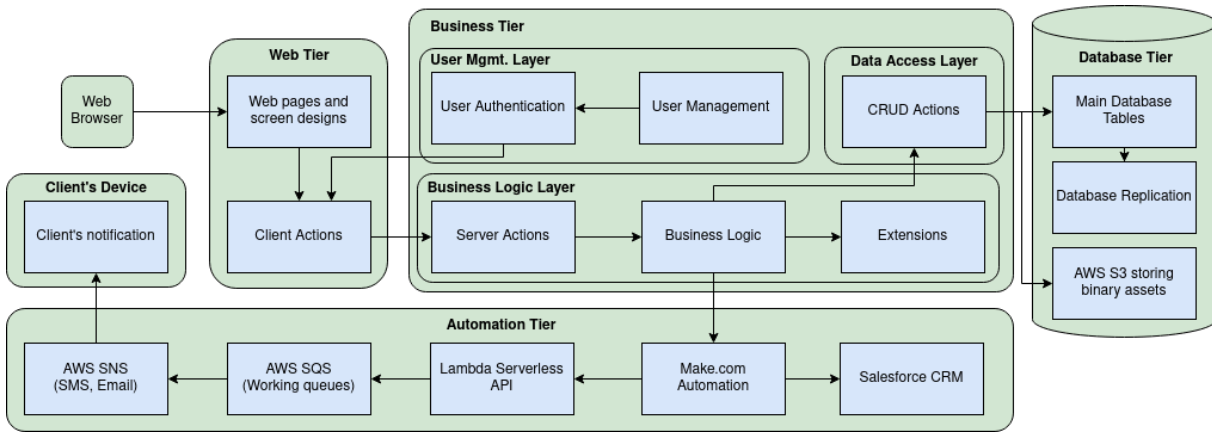 Web
Browser
Web Tier
Web pages and
screen designs
Client Actions
Business Tier
User Mgmt. Layer
User Authentication
User Management
Data Access Layer
CRUD Actions
Business Logic Layer
Server Actions
Business Logic
Extensions
Database Tier
Main Database
Tables
Database Replication
AWS S3 storing
binary assets
Client's Device
Client's notification
Automation Tier
AWS SNS
(SMS, Email)
AWS SQS
(Working queues)
Lambda Serverless
API
Make.com
Automation
Salesforce CRM